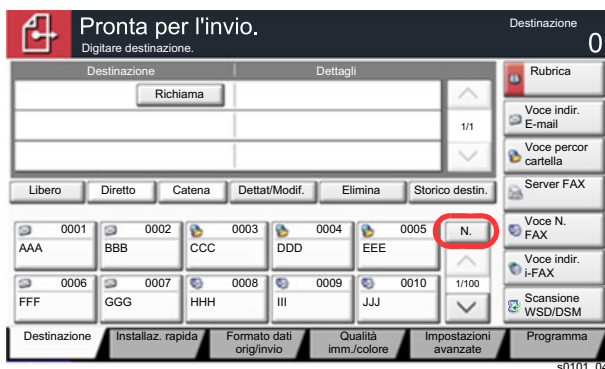 Pronta per l'invio.
Digitare destinazione.
Destinazione
0
Destinazione Dettagli
Richiama
1/1
Libero Diretto Catena Dettat/Modif. Elimina Storico destin.
0001 0002 0003 0004 0005 N.
AAA BBB CCC DDD EEE
0006 0007 0008 0009 0010 1/100
FFF GGG HHH III JJJ
Rubrica
Voce indir.
E-mail
Voce percor
cartella
Server FAX
Voce N.
FAX
Voce indir.
i-FAX
Scansione
WSD/DSM
Destinazione Installaz. rapida Formato dati
orig/invio Qualità
imm./colore Impostazioni
avanzate Programma
s0101_04